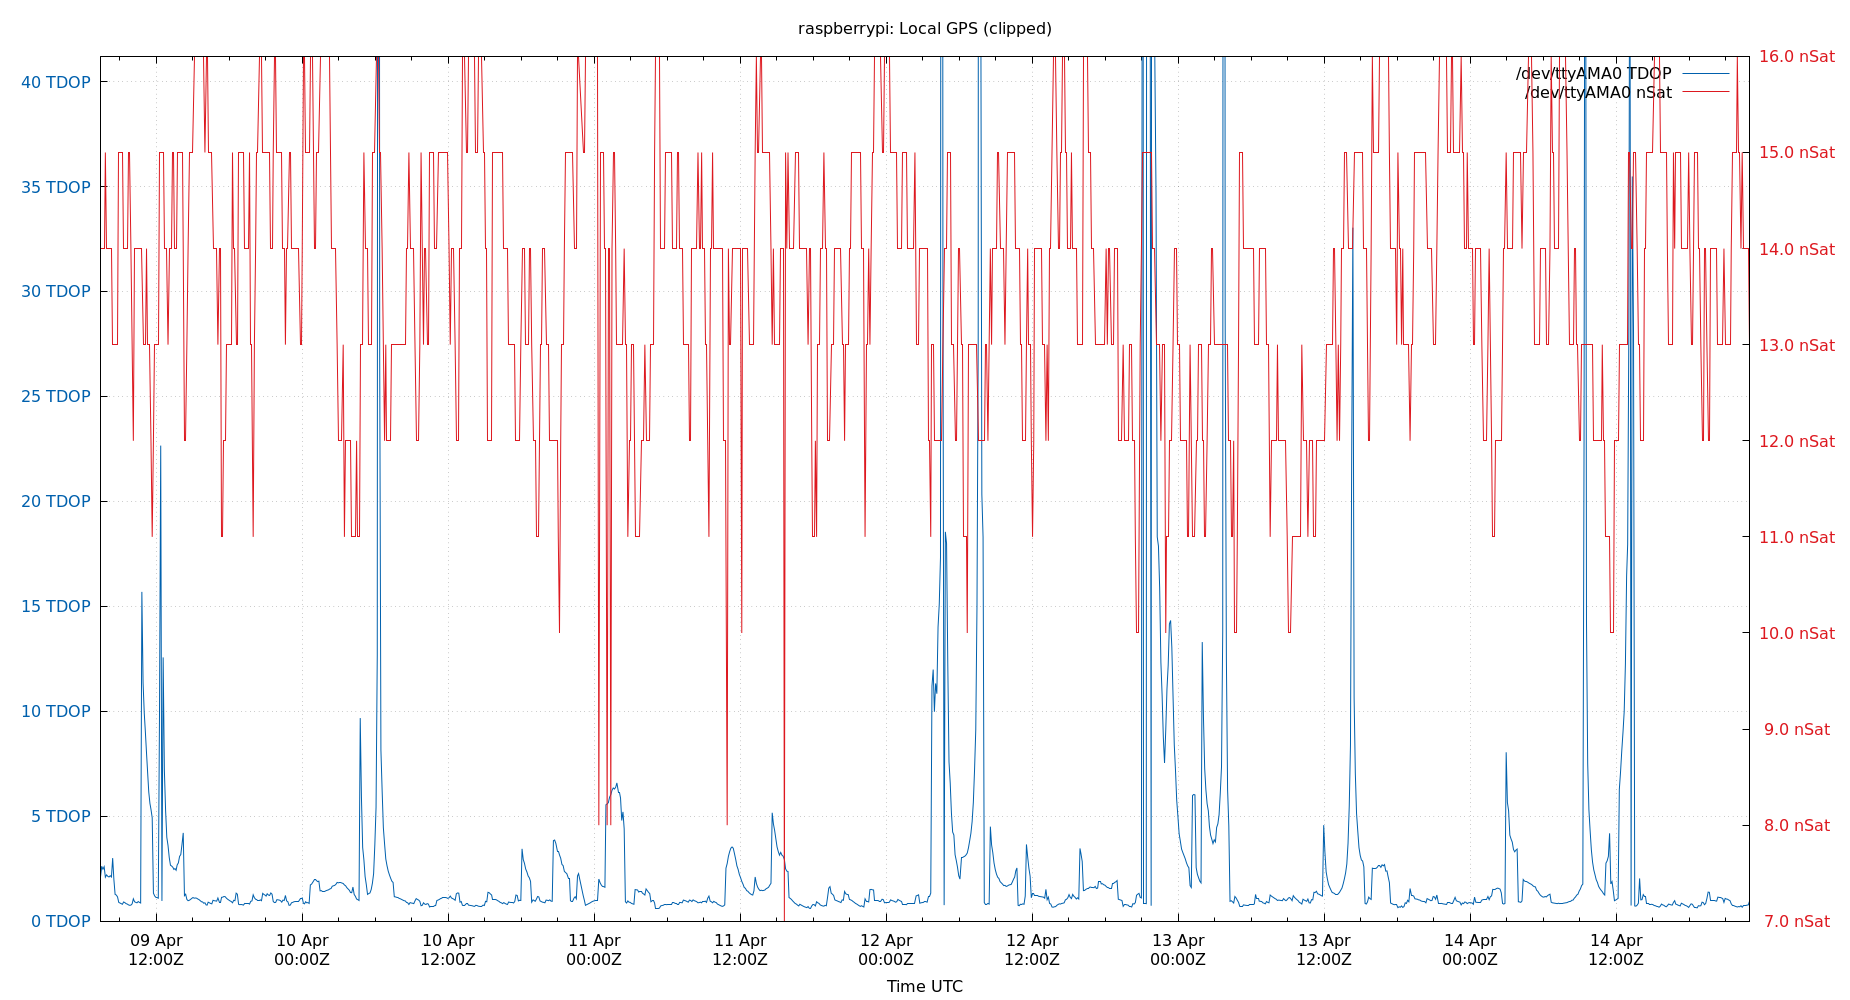 raspberrypi: Local GPS (clipped)
/dev/ttyAMA0 TDOP
/dev/ttyAMA0 nSat
40 TDOP
35 TDOP
30 TDOP
25 TDOP
20 TDOP
15 TDOP
10 TDOP
5 TDOP
0 TDOP
16.0 nSat
15.0 nSat
14.0 nSat
13.0 nSat
12.0 nSat
11.0 nSat
10.0 nSat
9.0 nSat
8.0 nSat
7.0 nSat
09 Apr 10 Apr 10 Apr 11 Apr 11 Apr 12 Apr 12 Apr 13 Apr 13 Apr 14 Apr 14 Apr
12:00Z 00:00Z 12:00Z 00:00Z 12:00Z 00:00Z 12:00Z 00:00Z 12:00Z 00:00Z 12:00Z
Time UTC